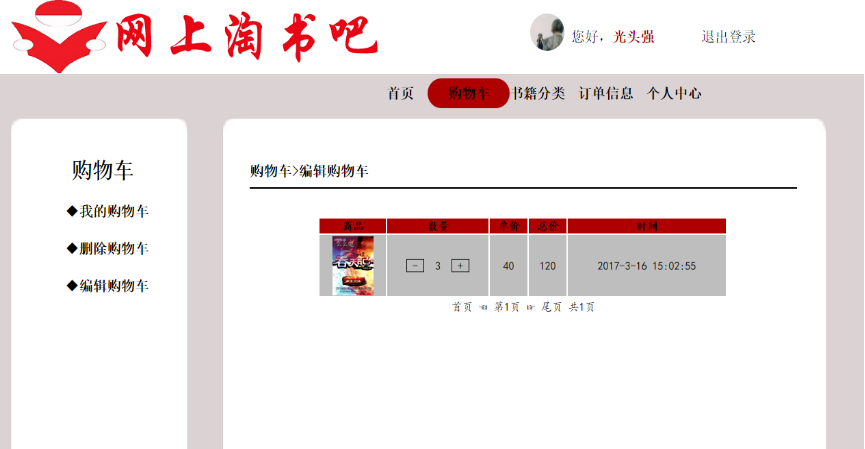 网上淘书吧
您好，光头强 退出登录
首页 购物车 书籍分类 订单信息 个人中心
购物车
◆我的购物车
◆删除购物车
◆编辑购物车
购物车>编辑购物车
商品 数量 单价 总价 时间
- 3 + 40 120 2017-3-16 15:02:55
首页 ☜ 第1页 ☞ 尾页 共1页